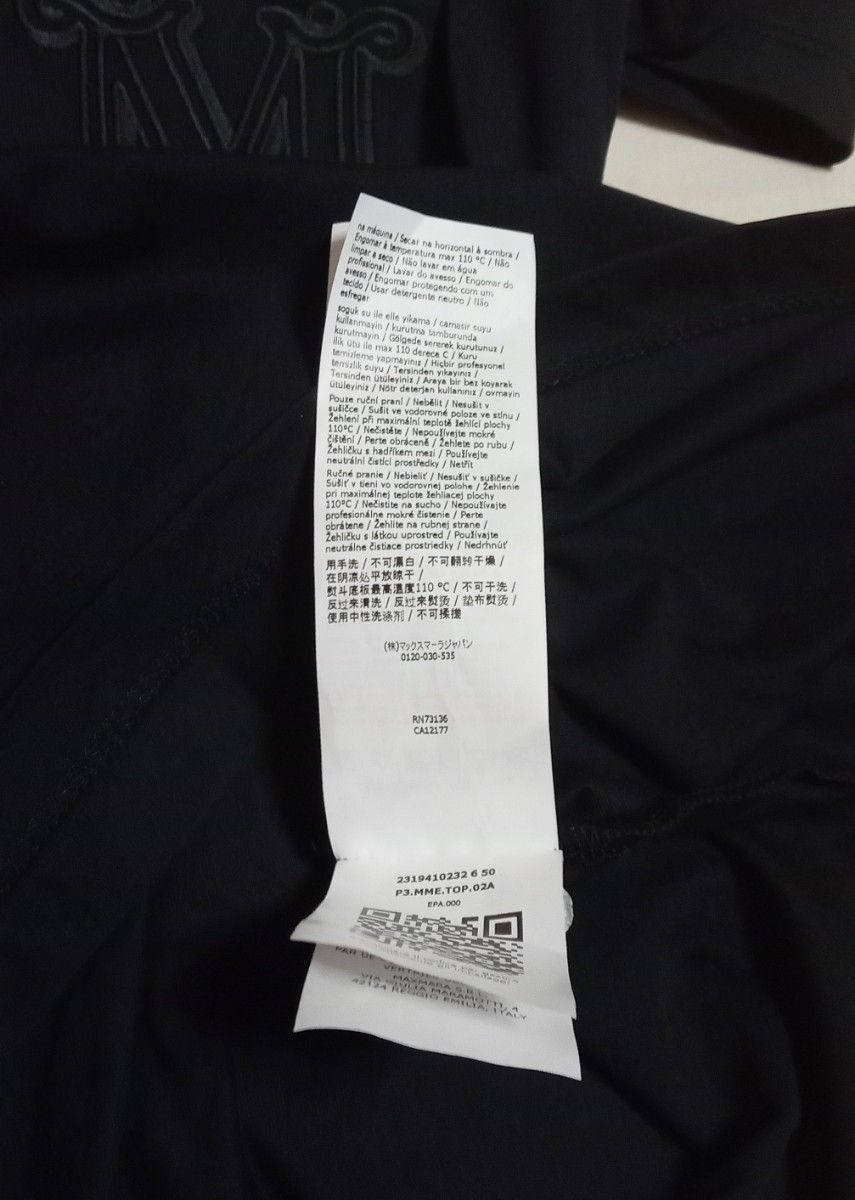 M
na máquina / Secar na horizontal à sombra /
Engomar à temperatura max 110 °C / Não
limpar a seco / Não lavar em água
profissional / Lavar do avesso / Engomar do
avesso / Engomar protegendo com um
tecido / Usar detergente neutro / Não
esfregar
soguk su ile elle yikama / camasir suyu
kullanmayin / kurutma tamburunda
kurutmayin / Gölgede sererek kurutunuz /
ilik ütü ile max 110 derece C / Kuru
temizleme yapmayınız / Hiçbir profesyonel
temizlik suyu / Tersinden yikayınız /
Tersinden ütüleyiniz / Araya bir bez koyarak
ütüleyiniz / Nötr deterjan kullanınız / ovmayin
Pouze ruční praní / Nebělit / Nesušit v
sušičce / Sušit ve vodorovné poloze ve stínu /
Žehlení při maximální teplotě žehlící plochy
110°C / Nečistěte / Nepoužívejte mokré
čištění / Perte obráceně / Žehlete po rubu /
Žehličku s hadříkem mezi / Používejte
neutrální čistící prostředky / Netřít
Ručné pranie / Nebieliť / Nesušiť v sušičke /
Sušiť v tieni vo vodorovnej polohe / Žehlenie
pri maximálnej teplote žehliacej plochy
110°C / Nečistite na sucho / Nepoužívajte
profesionálne mokré čistenie / Perte
obrátene / Žehlite na rubnej strane /
Žehličku s látkou uprostred / Používajte
neutrálne čistiace prostriedky / Nedrhnúť
用手洗 / 不可漂白 / 不可翻转干燥 /
在阴凉处平放晾干 /
熨斗底板最高温度110 °C / 不可干洗 /
反过来清洗 / 反过来熨烫 / 垫布熨烫 /
使用中性洗涤剂 / 不可揉搓
(株)マックスマーラジャパン
0120-030-535
RN73136
CA12177
2319410232 6 50
P3.MME.TOP.02A
EPA.000
PAR DE VERTRIEB
MAXMARA S.R.L.
VIA GIULIA MARAMOTTI, 4
42124 REGGIO EMILIA, ITALY